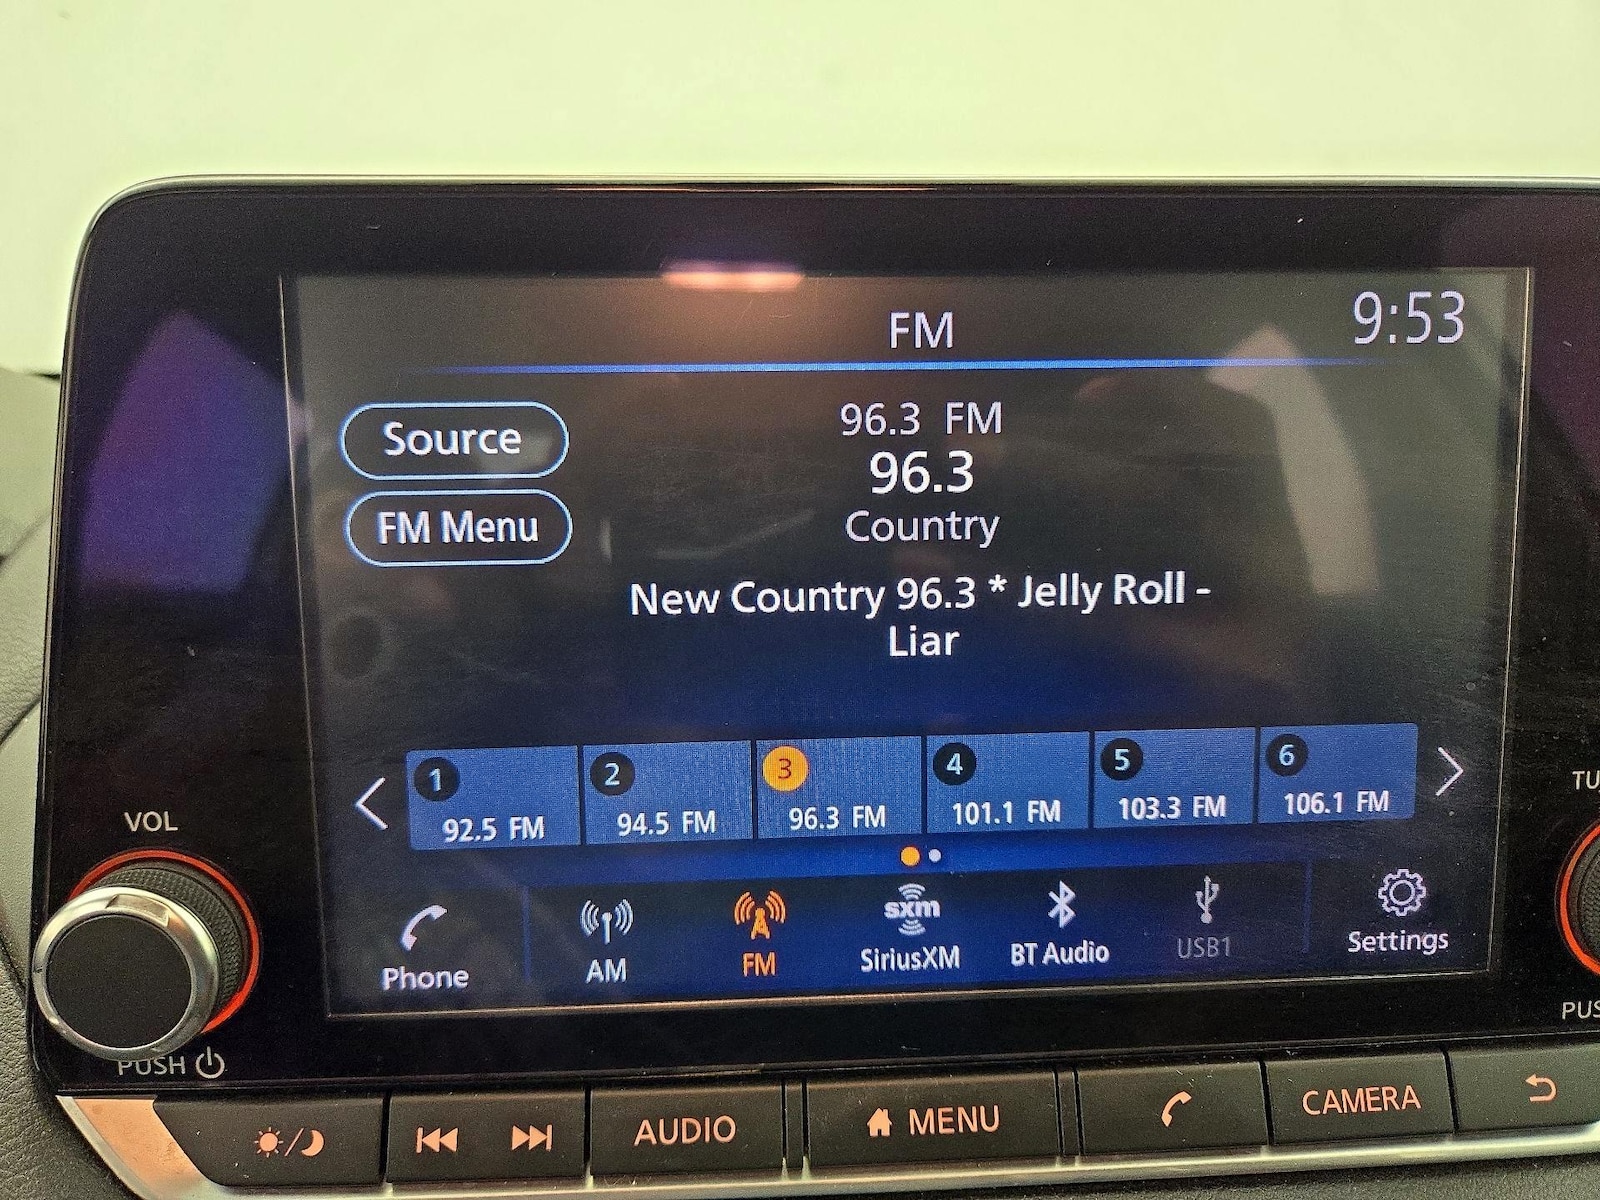 FM
9:53
Source
FM Menu
96.3 FM
96.3
Country
New Country 96.3 * Jelly Roll -
Liar
1
92.5 FM
2
94.5 FM
3
96.3 FM
4
101.1 FM
5
103.3 FM
6
106.1 FM
VOL
TU
Phone
AM
FM
sxm
SiriusXM
BT Audio
USB1
Settings
PUSH
PUS
AUDIO
MENU
CAMERA